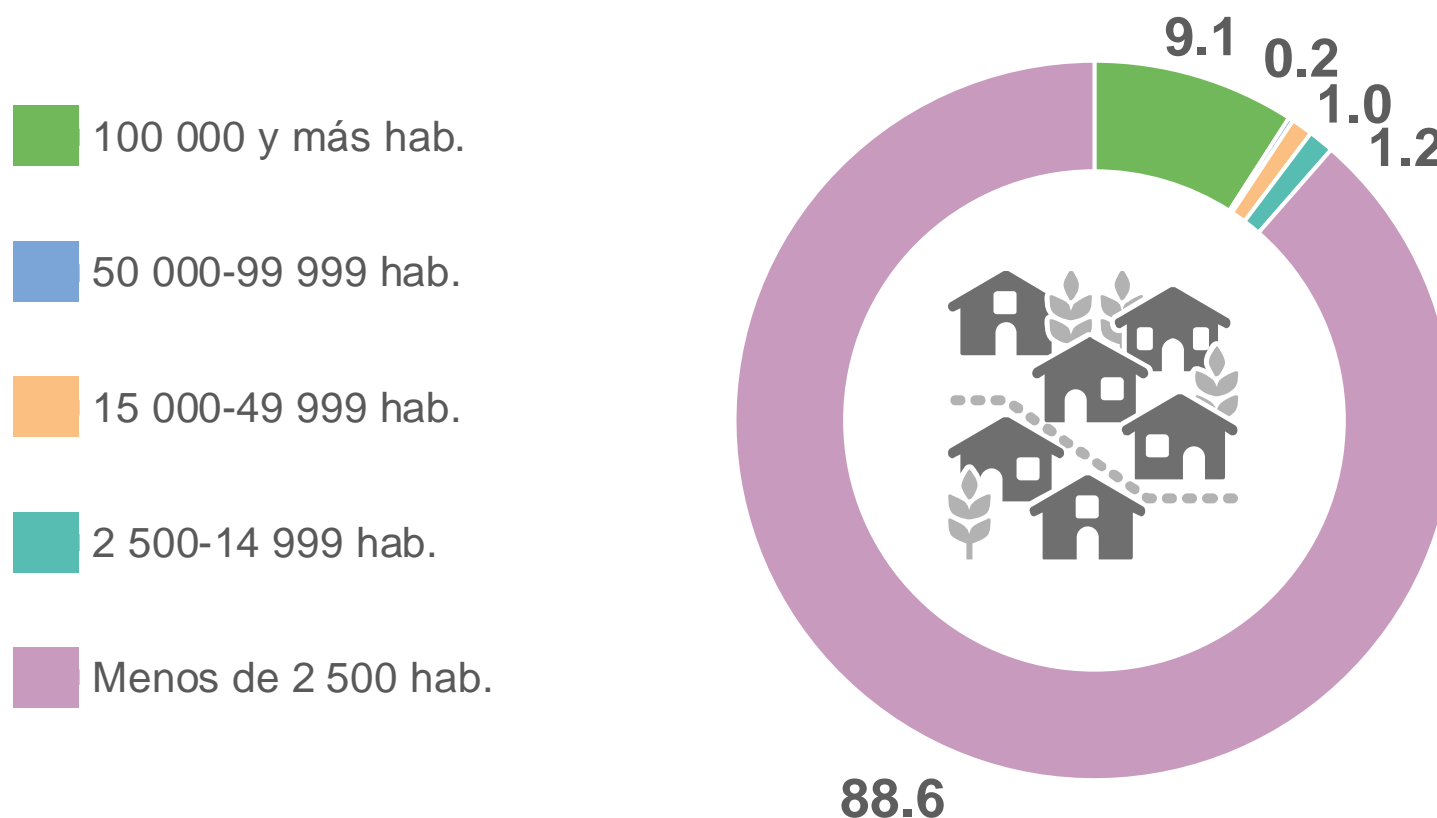 100 000 y más hab.
50 000-99 999 hab.
15 000-49 999 hab.
2 500-14 999 hab.
Menos de 2 500 hab.
9.1
0.2
1.0
1.2
88.6